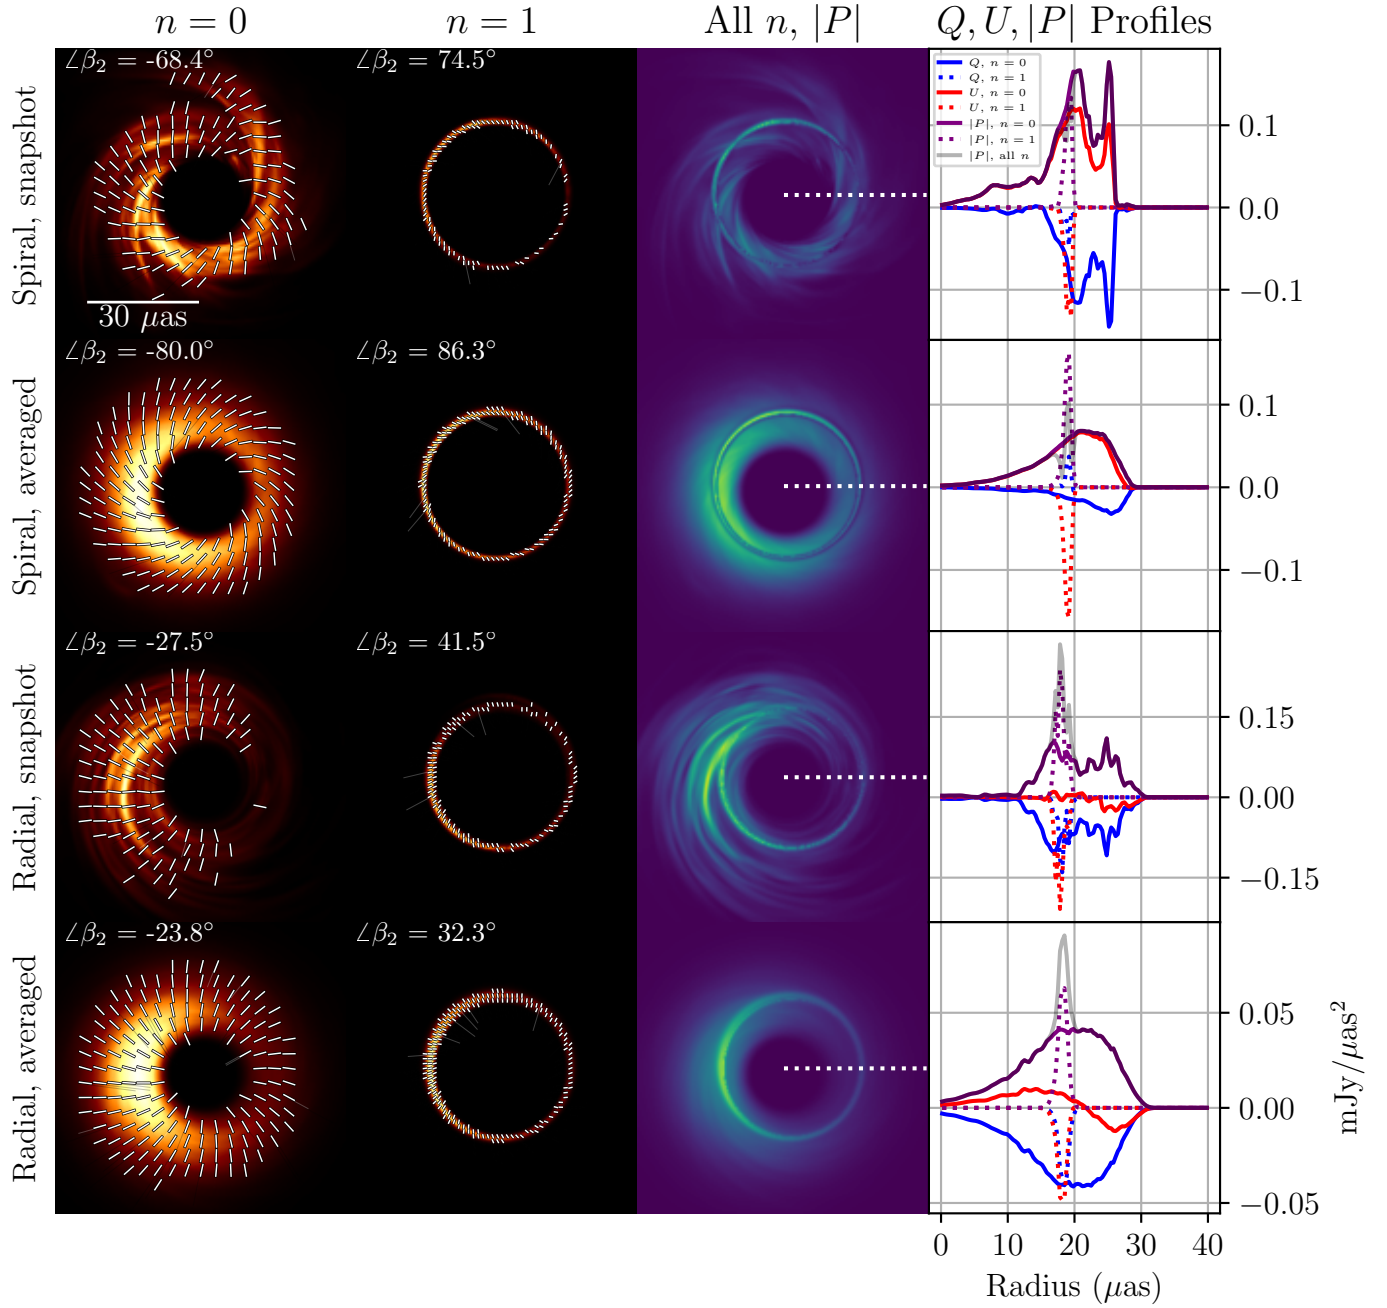 n = 0
n = 1
All n, |P|
Q, U, |P| Profiles
Spiral, snapshot
∠β₂ = -68.4°
30 μas
∠β₂ = 74.5°
Q, n = 0
Q, n = 1
U, n = 0
U, n = 1
|P|, n = 0
|P|, n = 1
|P|, all n
0.1
0.0
−0.1
Spiral, averaged
∠β₂ = -80.0°
∠β₂ = 86.3°
0.1
0.0
−0.1
Radial, snapshot
∠β₂ = -27.5°
∠β₂ = 41.5°
0.15
0.00
−0.15
Radial, averaged
∠β₂ = -23.8°
∠β₂ = 32.3°
0.05
0.00
−0.05
mJy/μas²
0 10 20 30 40
Radius (μas)